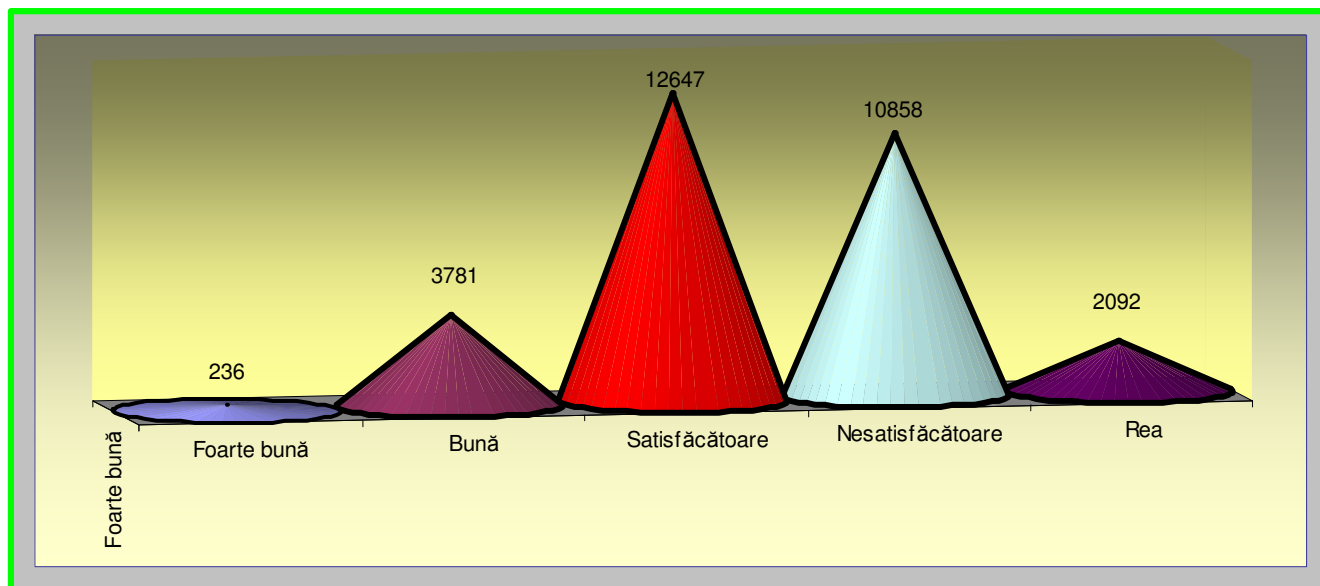 12647
10858
3781
2092
236
Foarte bună
Bună
Satisfăcătoare
Nesatisfăcătoare
Rea
Foarte bună